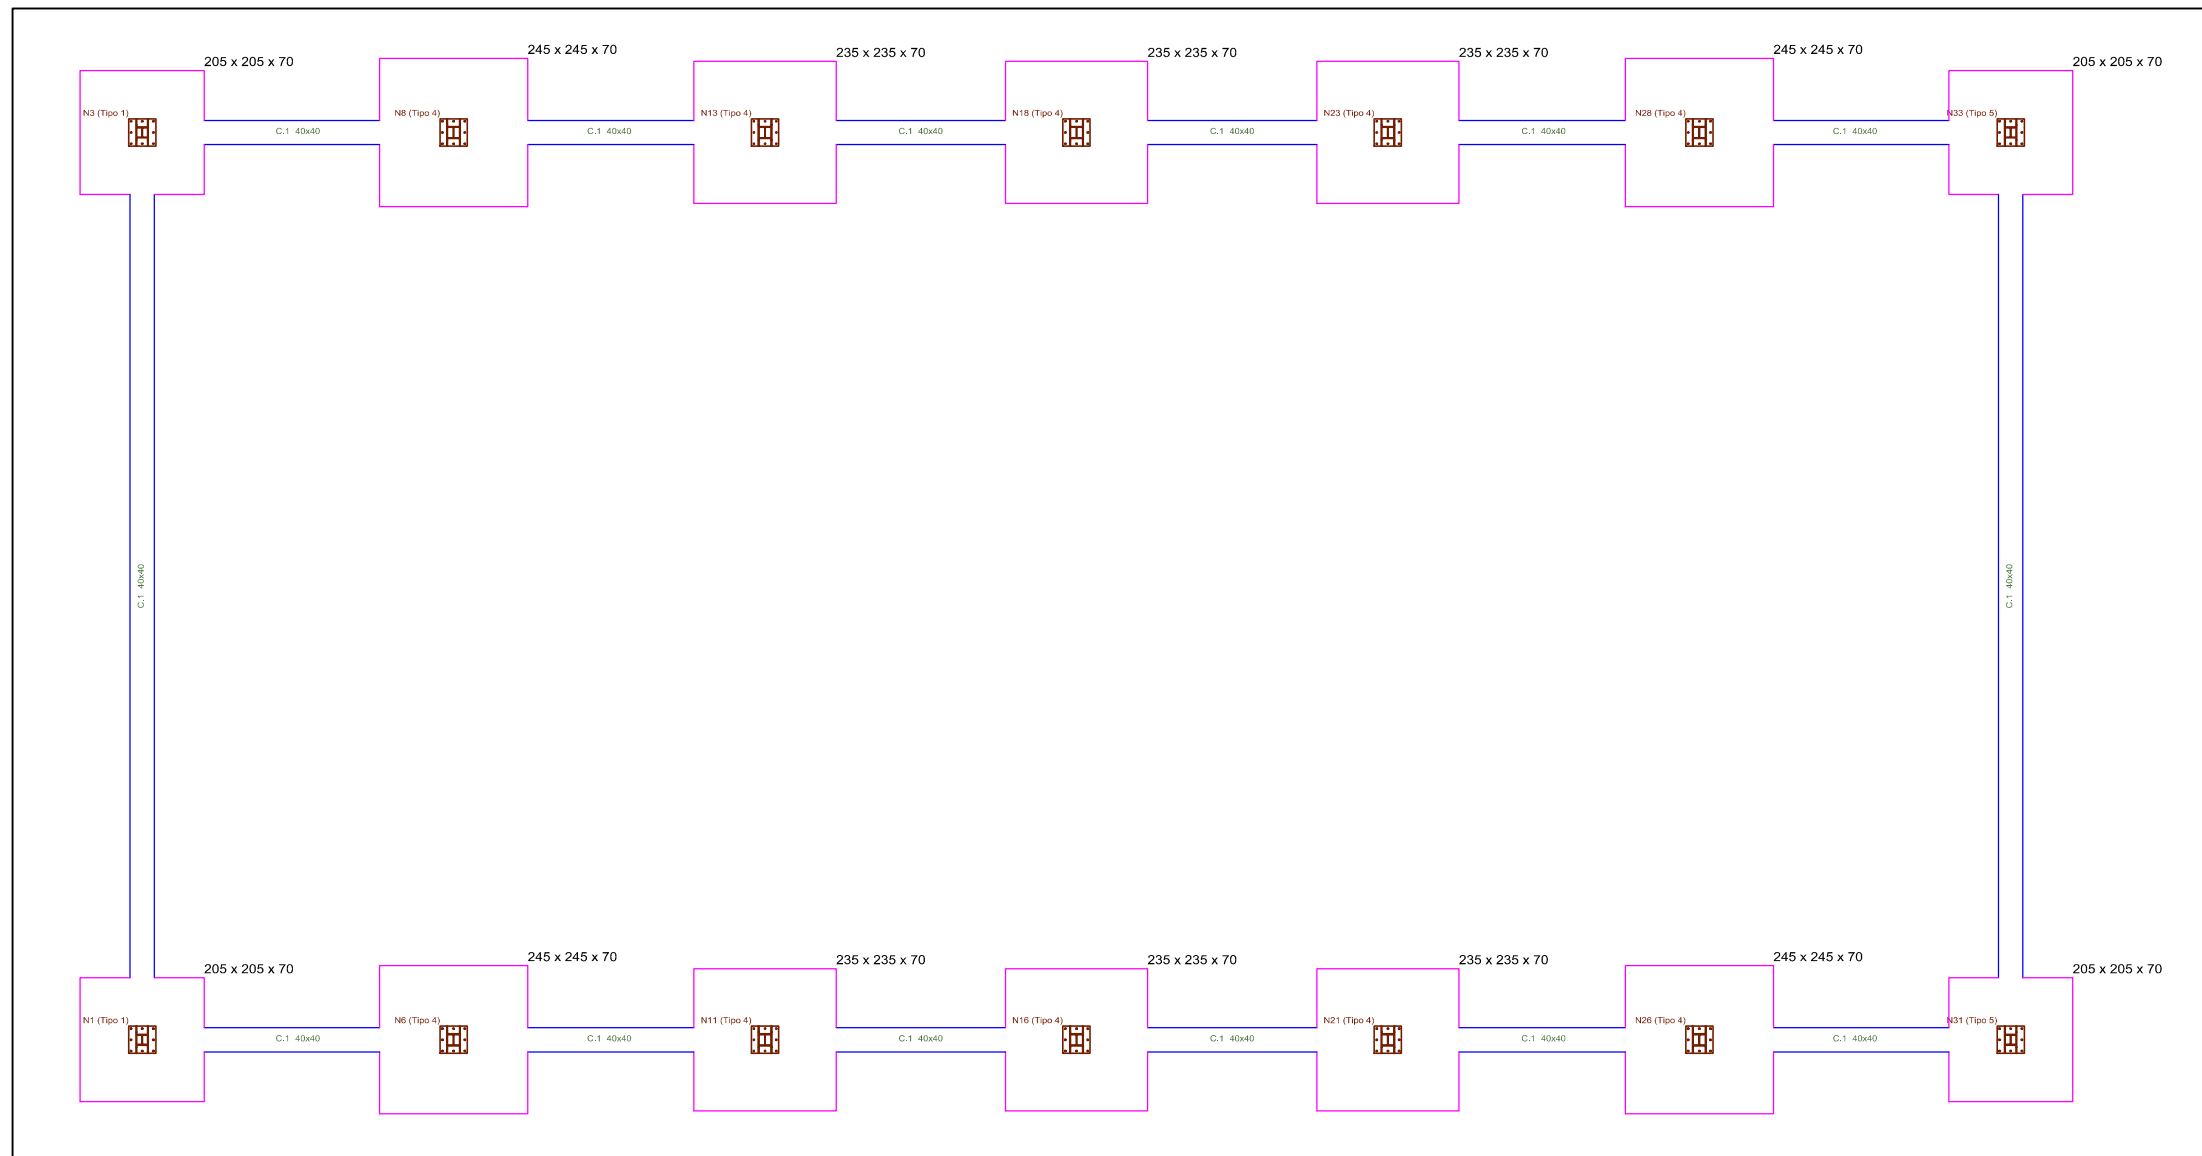 205 x 205 x 70
245 x 245 x 70
235 x 235 x 70
235 x 235 x 70
235 x 235 x 70
245 x 245 x 70
205 x 205 x 70
N3 (Tipo 1)
N8 (Tipo 4)
N13 (Tipo 4)
N18 (Tipo 4)
N23 (Tipo 4)
N28 (Tipo 4)
N33 (Tipo 5)
C.1 40x40
C.1 40x40
C.1 40x40
C.1 40x40
C.1 40x40
C.1 40x40
C.1 40x40
C.1 40x40
205 x 205 x 70
245 x 245 x 70
235 x 235 x 70
235 x 235 x 70
235 x 235 x 70
245 x 245 x 70
205 x 205 x 70
N1 (Tipo 1)
N6 (Tipo 4)
N11 (Tipo 4)
N16 (Tipo 4)
N21 (Tipo 4)
N26 (Tipo 4)
N31 (Tipo 5)
C.1 40x40
C.1 40x40
C.1 40x40
C.1 40x40
C.1 40x40
C.1 40x40